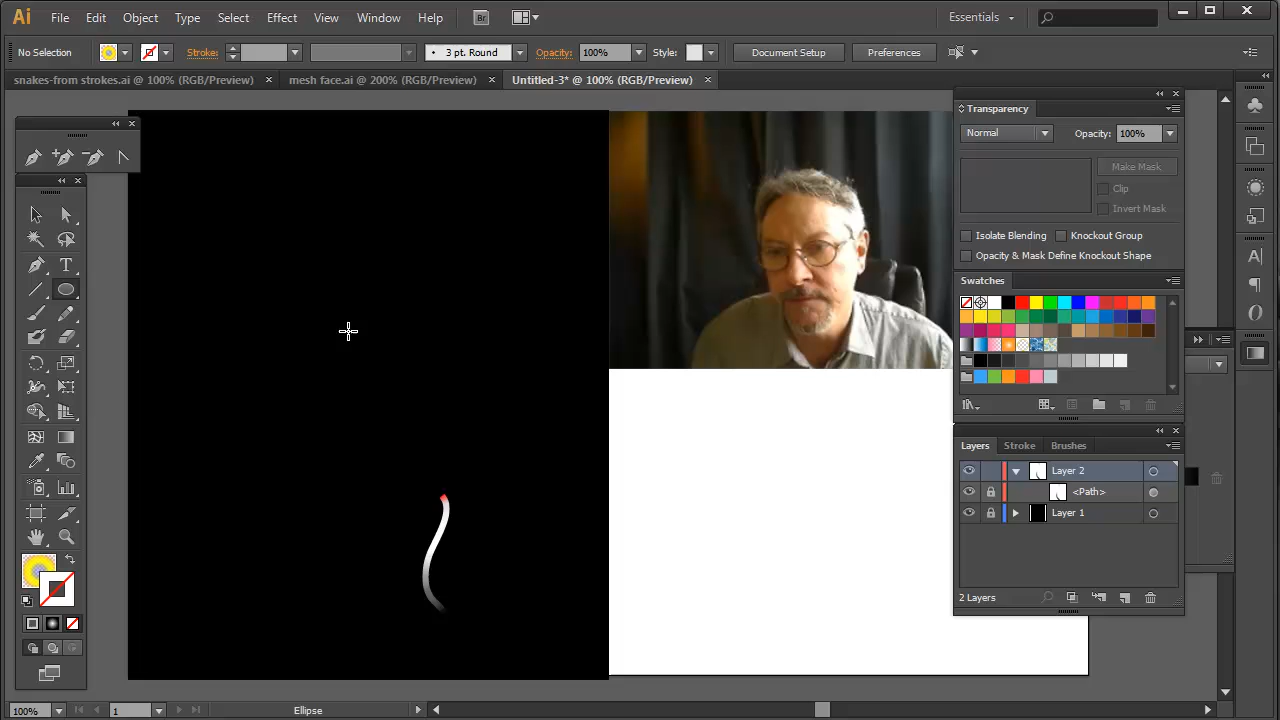 Ai File Edit Object Type Select Effect View Window Help Br Essentials
No Selection Stroke: 3 pt. Round Opacity: 100% Style: Document Setup Preferences
snakes-from strokes.ai @ 100% (RGB/Preview) × mesh face.ai @ 200% (RGB/Preview) × Untitled-3* @ 100% (RGB/Preview) ×
Transparency
Normal Opacity: 100%
Make Mask
Clip
Invert Mask
Isolate Blending Knockout Group
Opacity & Mask Define Knockout Shape
Swatches
Layers Stroke Brushes
Layer 2
<Path>
Layer 1
2 Layers
100% 1 Ellipse